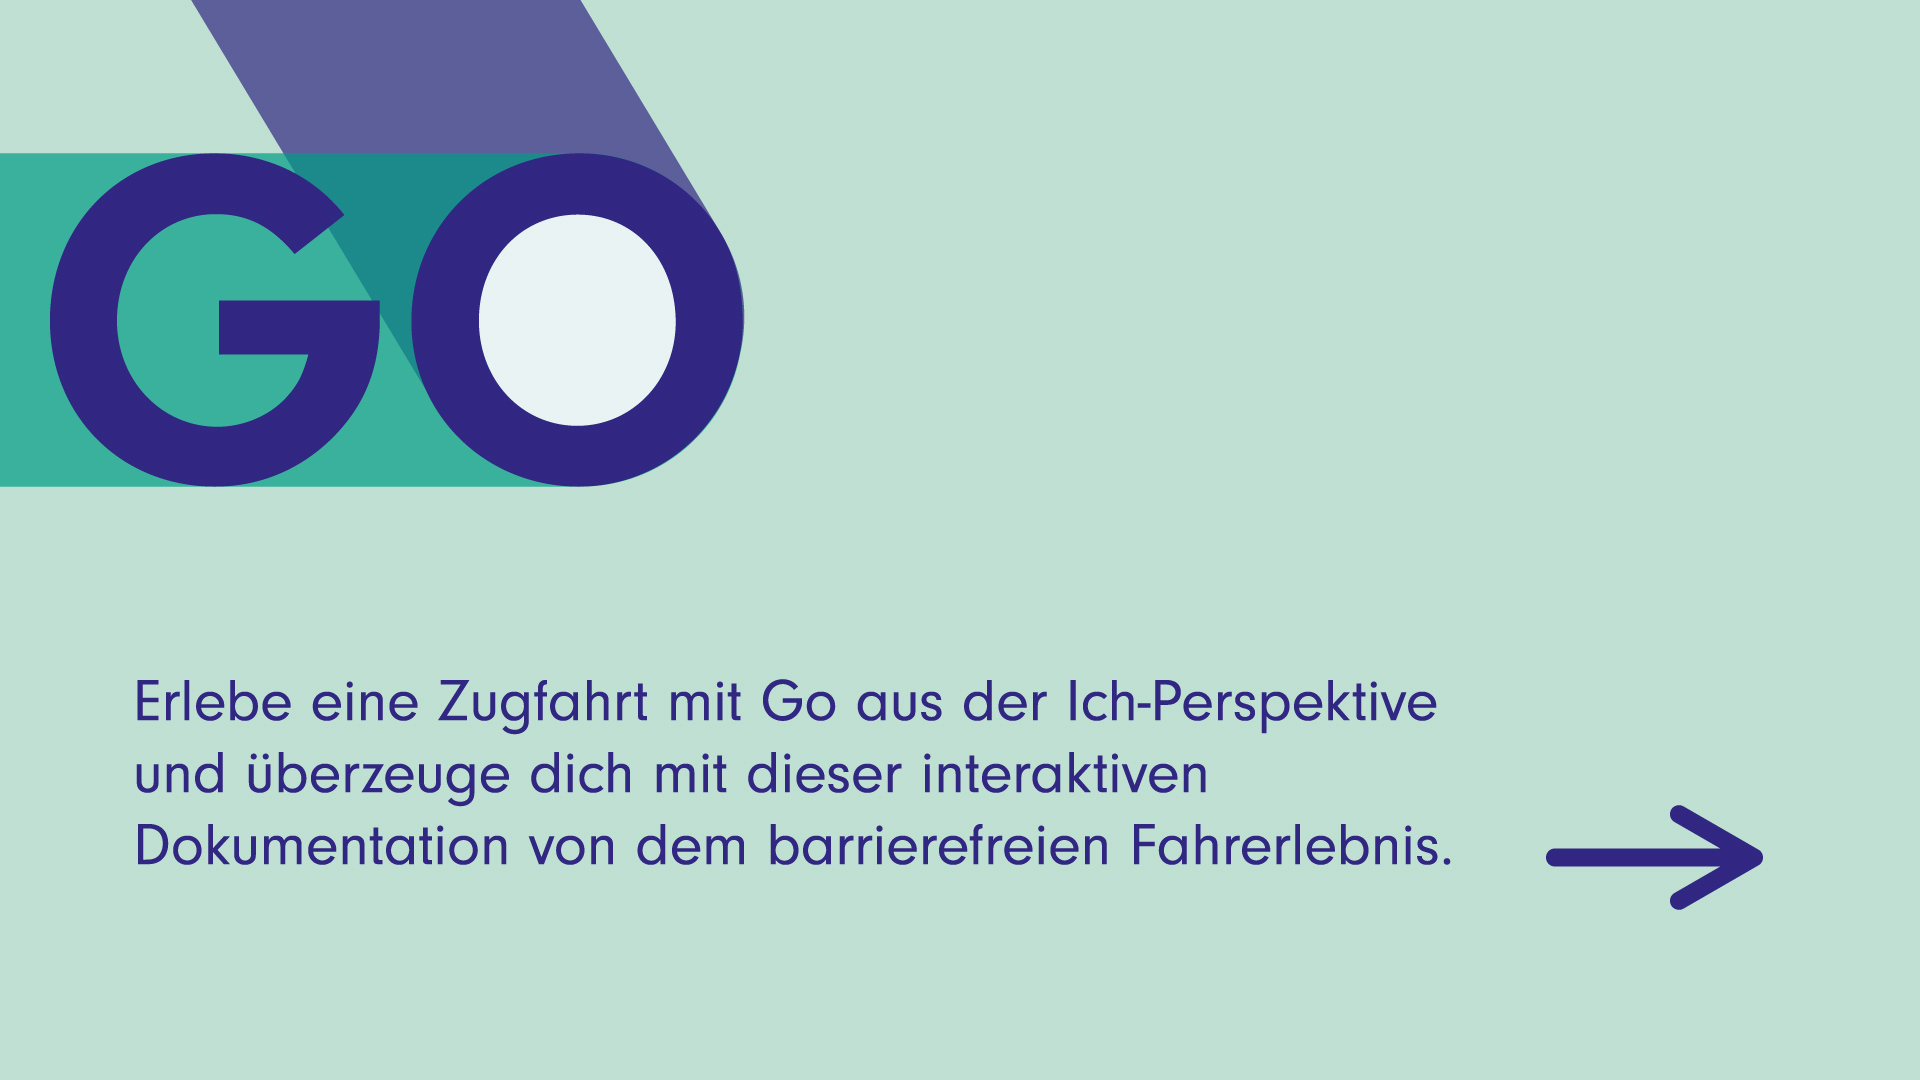 GO
Erlebe eine Zugfahrt mit Go aus der Ich-Perspektive
und überzeuge dich mit dieser interaktiven
Dokumentation von dem barrierefreien Fahrerlebnis.